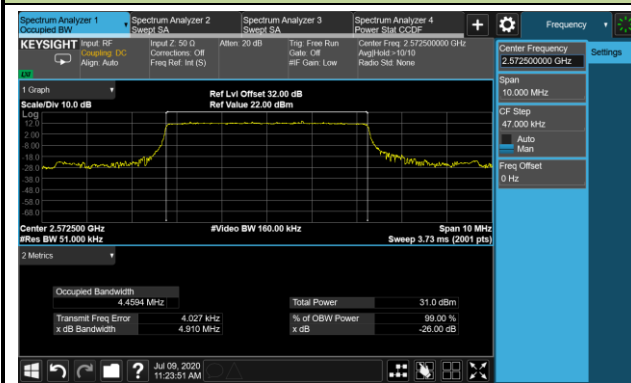 Spectrum Analyzer 1
Occupied BW
Spectrum Analyzer 2
Swept SA
Spectrum Analyzer 3
Swept SA
Spectrum Analyzer 4
Power Stat CCDF
+
Frequency
KEYSIGHT
Input: RF
Coupling: DC
Align: Auto
Input Z: 50 Ω
Corrections: Off
Freq Ref: Int (S)
Atten: 20 dB
Trig: Free Run
Gate: Off
#IF Gain: Low
Center Freq: 2.572500000 GHz
Avg|Hold:>10/10
Radio Std: None
Center Frequency
2.572500000 GHz
Settings
Span
10.000 MHz
CF Step
47.000 kHz
Auto
Man
Freq Offset
0 Hz
1 Graph
Scale/Div 10.0 dB
Ref Lvl Offset 32.00 dB
Ref Value 22.00 dBm
Log
12.0
2.00
-8.00
-18.0
-28.0
-38.0
-48.0
-58.0
-68.0
Center 2.572500 GHz
#Res BW 51.000 kHz
#Video BW 160.00 kHz
Span 10 MHz
Sweep 3.73 ms (2001 pts)
2 Metrics
Occupied Bandwidth
4.4594 MHz
Total Power 31.0 dBm
Transmit Freq Error 4.027 kHz
% of OBW Power 99.00 %
x dB Bandwidth 4.910 MHz
x dB -26.00 dB
?
Jul 09, 2020
11:23:51 AM